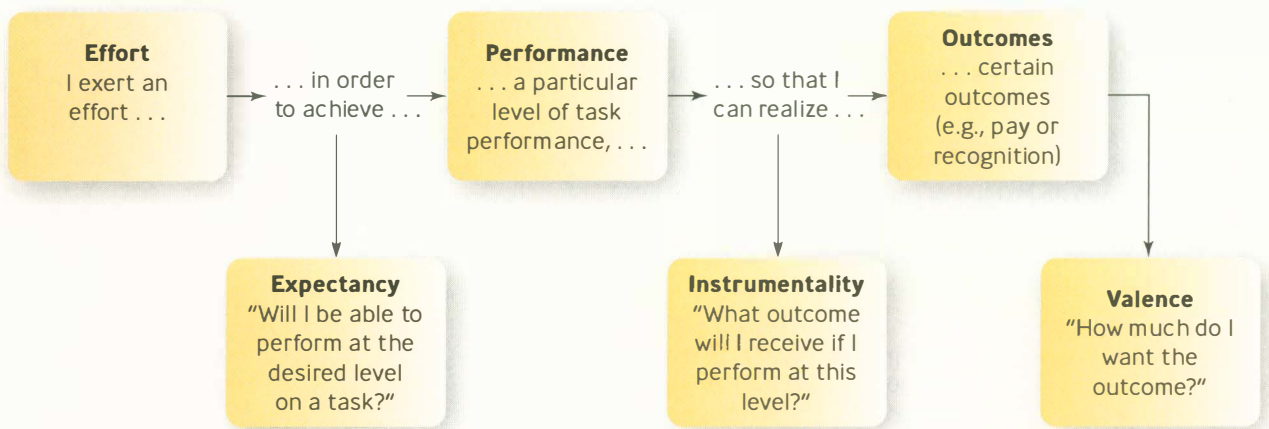 Effort
I exert an
effort . . .
. . . in order
to achieve . . .
Performance
. . . a particular
level of task
performance, . . .
. . . so that I
can realize . . .
Outcomes
. . . certain
outcomes
(e.g., pay or
recognition)
Expectancy
"Will I be able to
perform at the
desired level
on a task?"
Instrumentality
"What outcome
will I receive if I
perform at this
level?"
Valence
"How much do I
want the
outcome?"